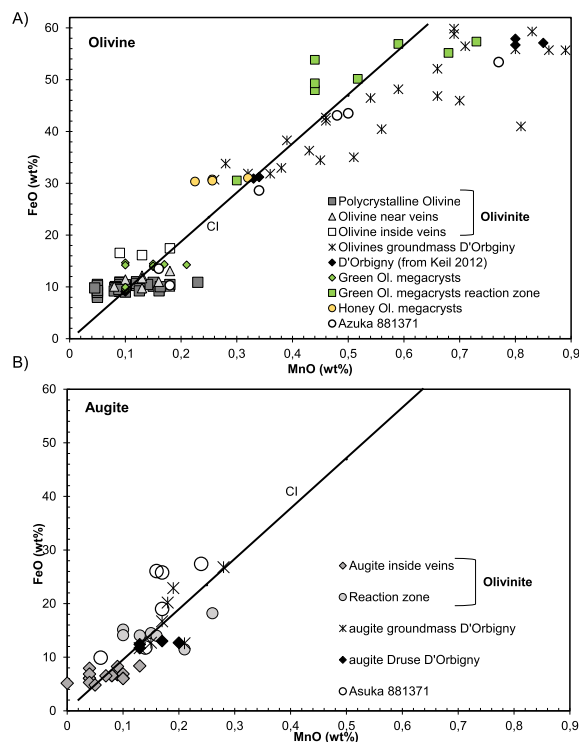 A)
60
50
40
30
20
10
0
FeO (wt%)
Olivine
CI
Polycrystalline Olivine
Olivine near veins
Olivine inside veins
Olivinite
Olivines groundmass D'Orbginy
D'Orbigny (from Keil 2012)
Green Ol. megacrysts
Green Ol. megacrysts reaction zone
Honey Ol. megacrysts
Azuka 881371
0 0,1 0,2 0,3 0,4 0,5 0,6 0,7 0,8 0,9
MnO (wt%)
B)
60
50
40
30
20
10
0
FeO (wt%)
Augite
CI
Augite inside veins
Reaction zone
Olivinite
augite groundmass D'Orbigny
augite Druse D'Orbigny
Asuka 881371
0 0,1 0,2 0,3 0,4 0,5 0,6 0,7 0,8 0,9
MnO (wt%)